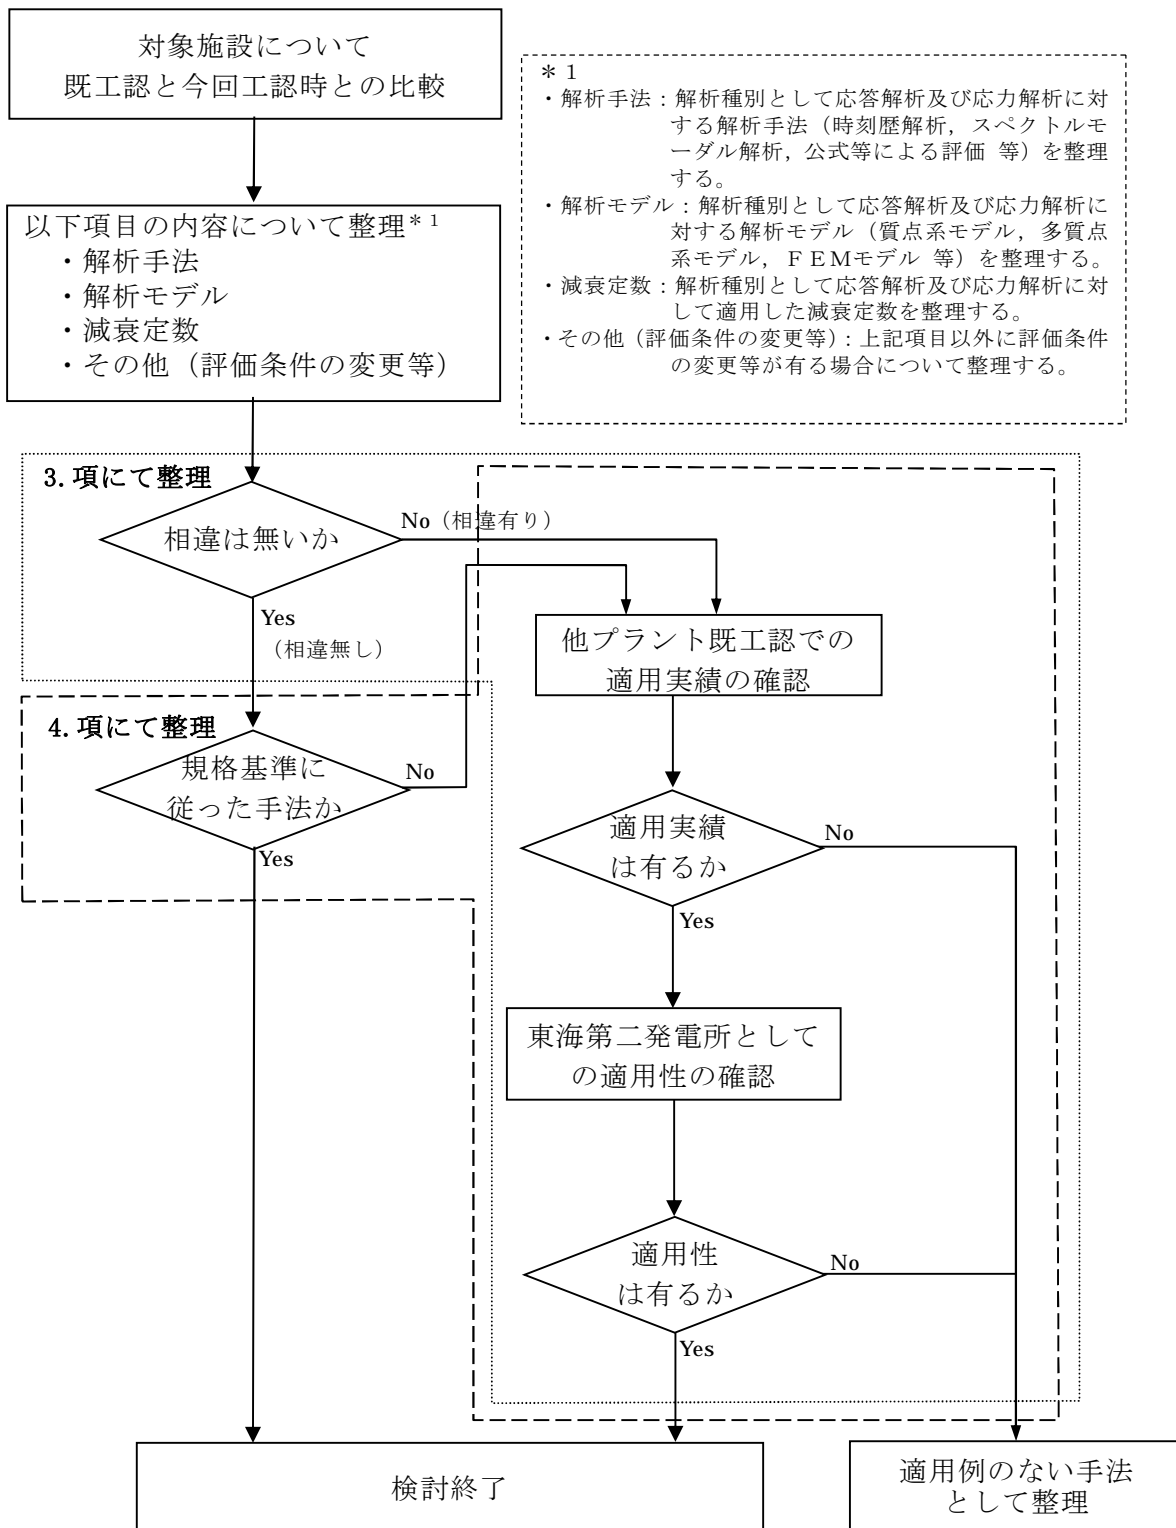 対象施設について
既工認と今回工認時との比較
＊1
・解析手法：解析種別として応答解析及び応力解析に対
する解析手法（時刻歴解析，スペクトルモ
ーダル解析，公式等による評価 等）を整理
する。
・解析モデル：解析種別として応答解析及び応力解析に
対する解析モデル（質点系モデル，多質点
系モデル，ＦＥＭモデル 等）を整理する。
・減衰定数：解析種別として応答解析及び応力解析に対
して適用した減衰定数を整理する。
・その他（評価条件の変更等）：上記項目以外に評価条件
の変更等が有る場合について整理する。
以下項目の内容について整理＊1
・解析手法
・解析モデル
・減衰定数
・その他（評価条件の変更等）
3.項にて整理
相違は無いか
No（相違有り）
Yes
（相違無し）
他プラント既工認での
適用実績の確認
4.項にて整理
規格基準に
従った手法か
No
Yes
適用実績
は有るか
No
Yes
東海第二発電所として
の適用性の確認
適用性
は有るか
No
Yes
検討終了
適用例のない手法
として整理